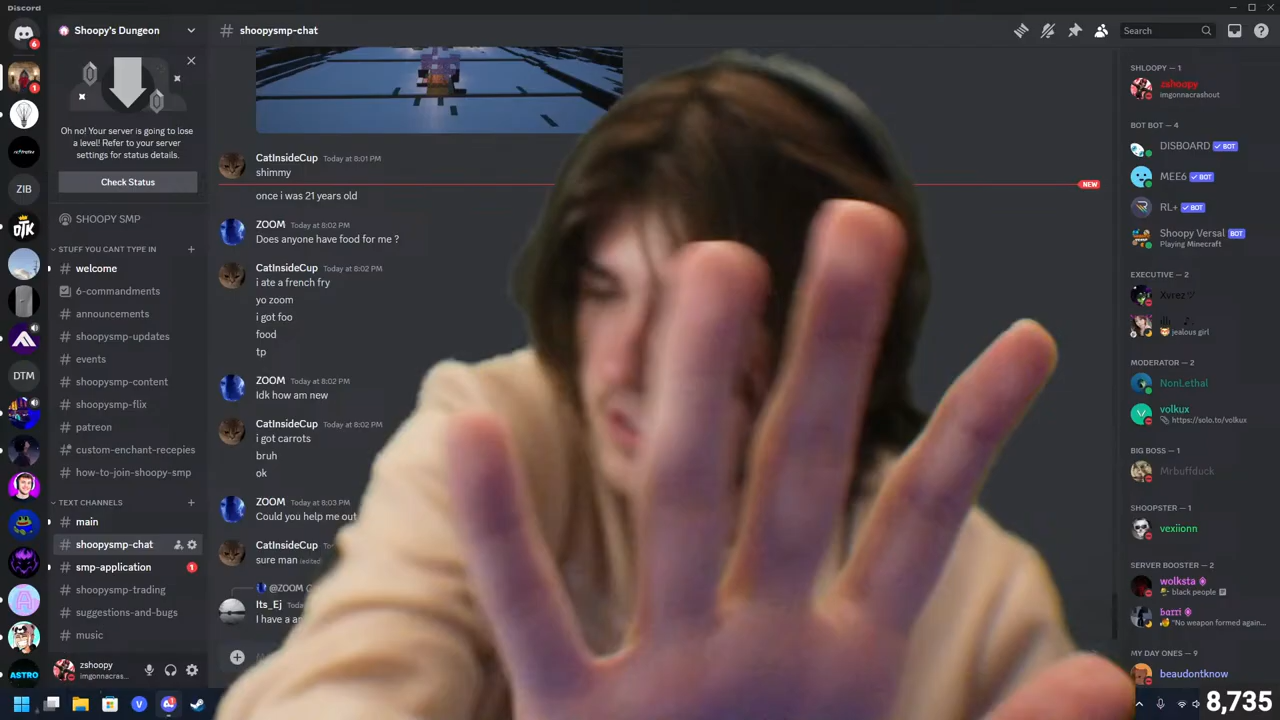 Discord
Shoopy's Dungeon
shoopysmp-chat
Search
6
1
Oh no! Your server is going to lose
a level! Refer to your server
settings for status details.
Check Status
SHOOPY SMP
STUFF YOU CANT TYPE IN
welcome
6-commandments
announcements
shoopysmp-updates
events
shoopysmp-content
shoopysmp-flix
patreon
custom-enchant-recepies
how-to-join-shoopy-smp
TEXT CHANNELS
main
shoopysmp-chat
smp-application
1
shoopysmp-trading
suggestions-and-bugs
music
zshoopy
imgonnacras...
ZIB
DTK
DTM
ASTRO
CatInsideCup Today at 8:01 PM
shimmy
NEW
once i was 21 years old
ZOOM Today at 8:02 PM
Does anyone have food for me ?
CatInsideCup Today at 8:02 PM
i ate a french fry
yo zoom
i got foo
food
tp
ZOOM Today at 8:02 PM
Idk how am new
CatInsideCup Today at 8:02 PM
i got carrots
bruh
ok
ZOOM Today at 8:03 PM
Could you help me out
CatInsideCup
sure man (edited)
@ZOOM
Its_Ej
I have a
SHLOOPY — 1
zshoopy
imgonnacrashout
BOT BOT — 4
DISBOARD BOT
MEE6 BOT
RL+ BOT
Shoopy Versal BOT
Playing Minecraft
EXECUTIVE — 2
Xvrez
jealous girl
MODERATOR — 2
NonLethal
volkux
https://solo.to/volkux
BIG BOSS — 1
Mrbuffduck
SHOOPSTER — 1
vexiionn
SERVER BOOSTER — 2
wolksta
black people
barri
"No weapon formed again...
MY DAY ONES — 9
beaudontknow
8,735